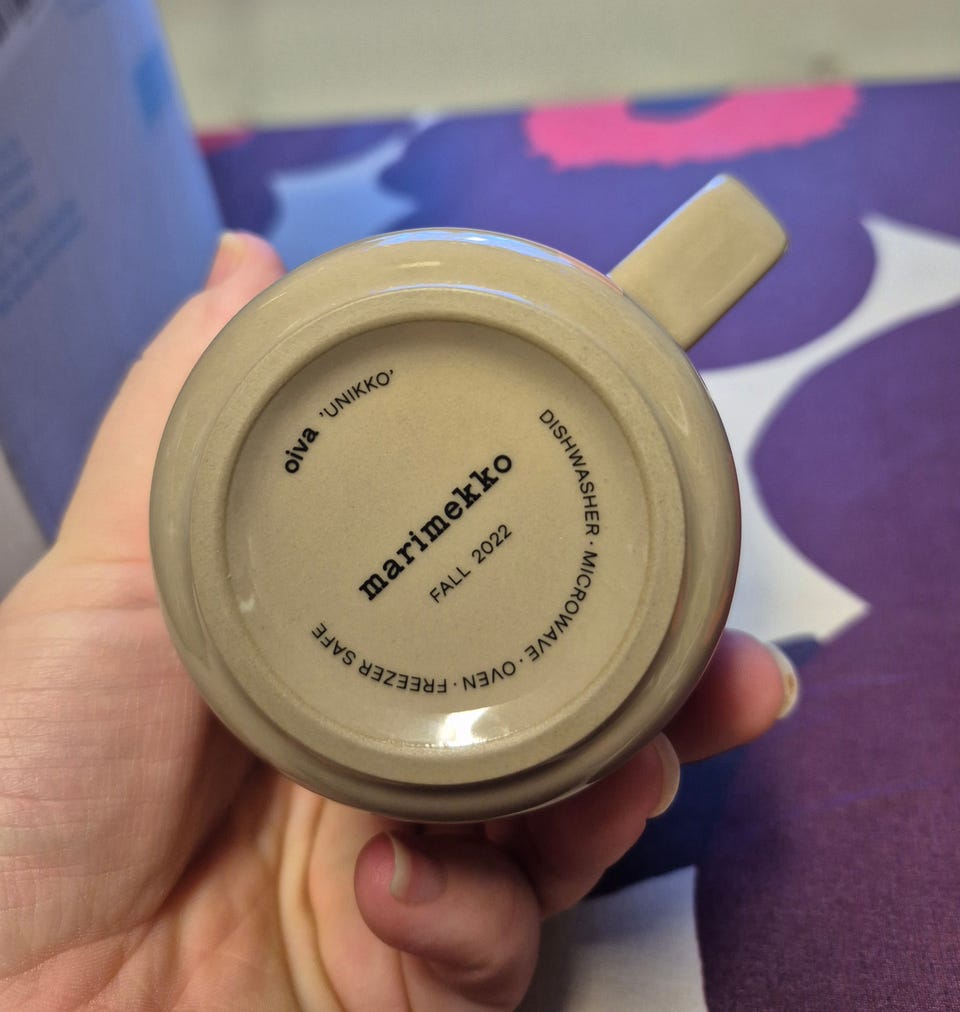 oiva 'UNIKKO'
marimekko
FALL 2022
DISHWASHER · MICROWAVE · OVEN · FREEZER SAFE